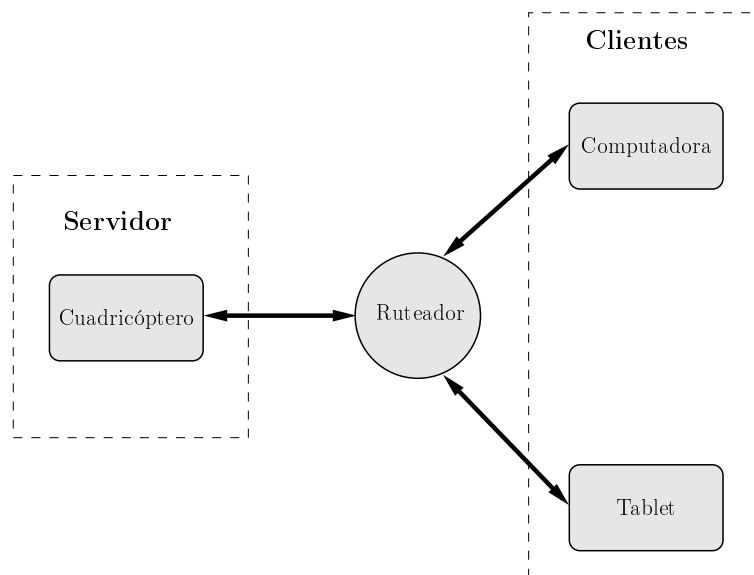 Clientes
Computadora
Servidor
Cuadricóptero
Ruteador
Tablet